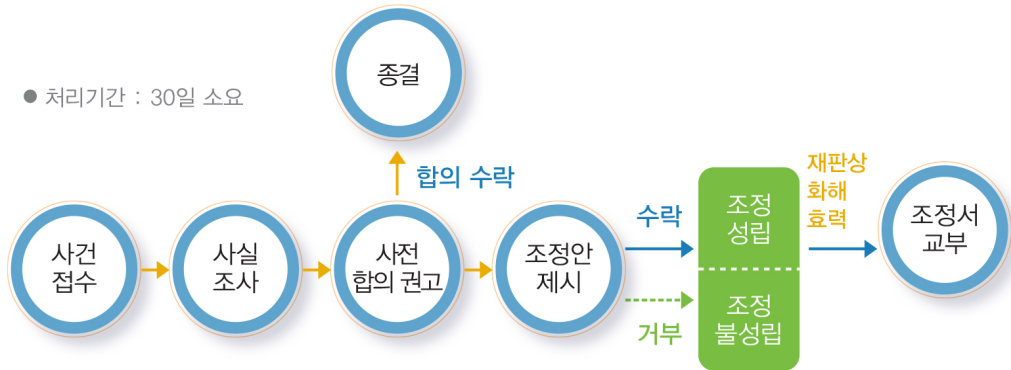 종결
● 처리기간 : 30일 소요
합의 수락
사건
접수
사실
조사
사전
합의 권고
조정안
제시
수락
거부
조정
성립
조정
불성립
재판상
화해
효력
조정서
교부